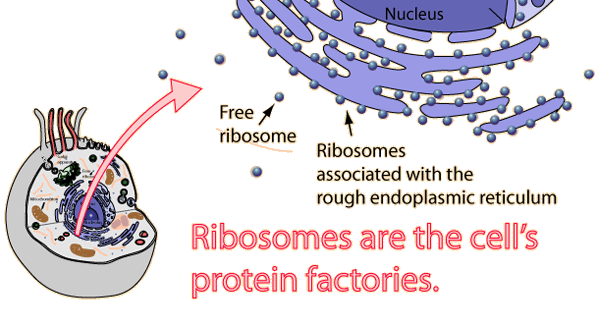 Nucleus
Free
ribosome
Ribosomes
associated with the
rough endoplasmic reticulum
Ribosomes are the cell's
protein factories.